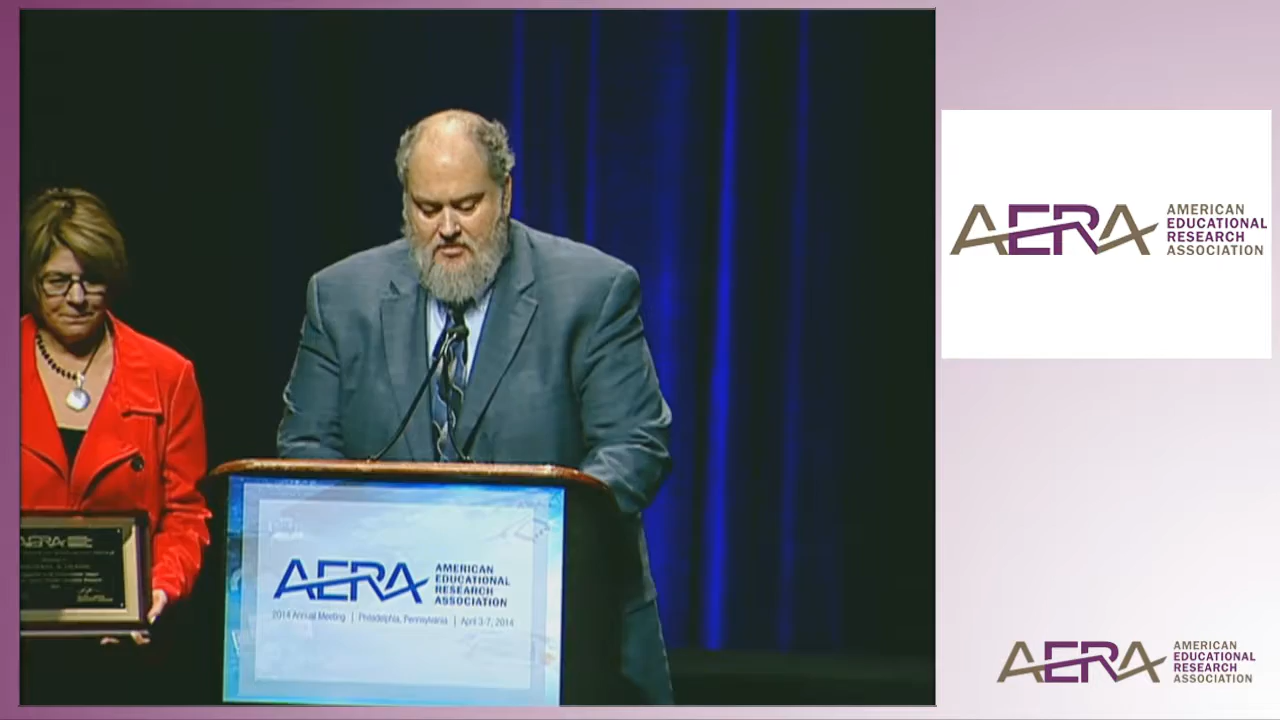 AERA
AERA
AMERICAN
EDUCATIONAL
RESEARCH
ASSOCIATION
2014 Annual Meeting | Philadelphia, Pennsylvania | April 3-7, 2014
AERA
AMERICAN
EDUCATIONAL
RESEARCH
ASSOCIATION
AERA
AMERICAN
EDUCATIONAL
RESEARCH
ASSOCIATION